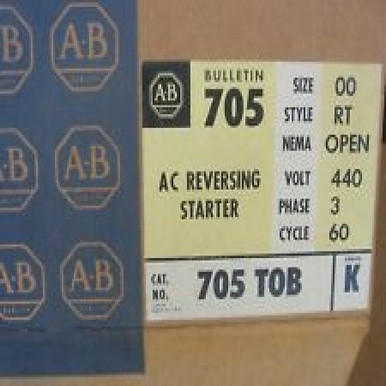 A-B
A-B
A-B
A-B
A-B
A-B
A-B
BULLETIN
705
AC REVERSING
STARTER
SIZE 00
STYLE RT
NEMA OPEN
VOLT 440
PHASE 3
CYCLE 60
CAT.
NO. 705 TOB
K